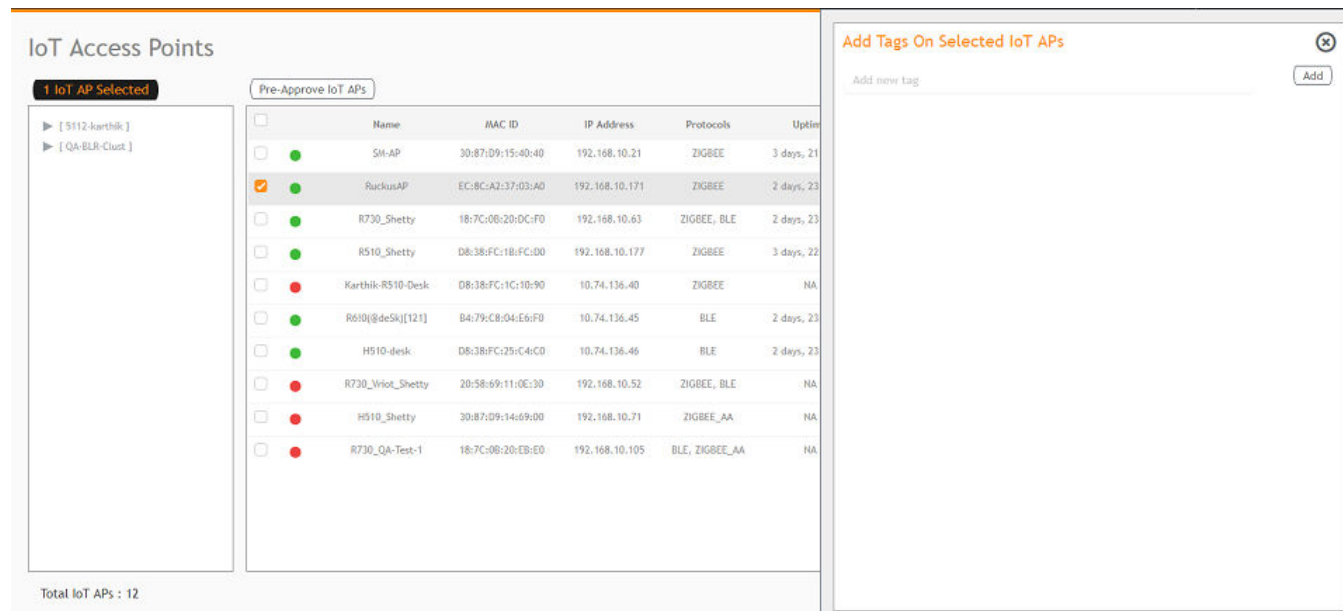 IoT Access Points
1 IoT AP Selected
Pre-Approve IoT APs
[ 5112-karthik ]
[ QA-BLR-Clust ]
Name MAC ID IP Address Protocols Uptim
SM-AP 30:87:D9:15:40:40 192.168.10.21 ZIGBEE 3 days, 21
RuckusAP EC:8C:A2:37:03:A0 192.168.10.171 ZIGBEE 2 days, 23
R730_Shetty 18:7C:0B:20:DC:F0 192.168.10.63 ZIGBEE, BLE 2 days, 23
R510_Shetty D8:38:FC:1B:FC:D0 192.168.10.177 ZIGBEE 3 days, 22
Karthik-R510-Desk D8:38:FC:1C:10:90 10.74.136.40 ZIGBEE NA
R6!0(@deSk)[121] B4:79:C8:04:E6:F0 10.74.136.45 BLE 2 days, 23
H510-desk D8:38:FC:25:C4:C0 10.74.136.46 BLE 2 days, 23
R730_Vriot_Shetty 20:58:69:11:0E:30 192.168.10.52 ZIGBEE, BLE NA
H510_Shetty 30:87:D9:14:69:00 192.168.10.71 ZIGBEE_AA NA
R730_QA-Test-1 18:7C:0B:20:EB:E0 192.168.10.105 BLE, ZIGBEE_AA NA
Total IoT APs : 12
Add Tags On Selected IoT APs
Add new tag
Add